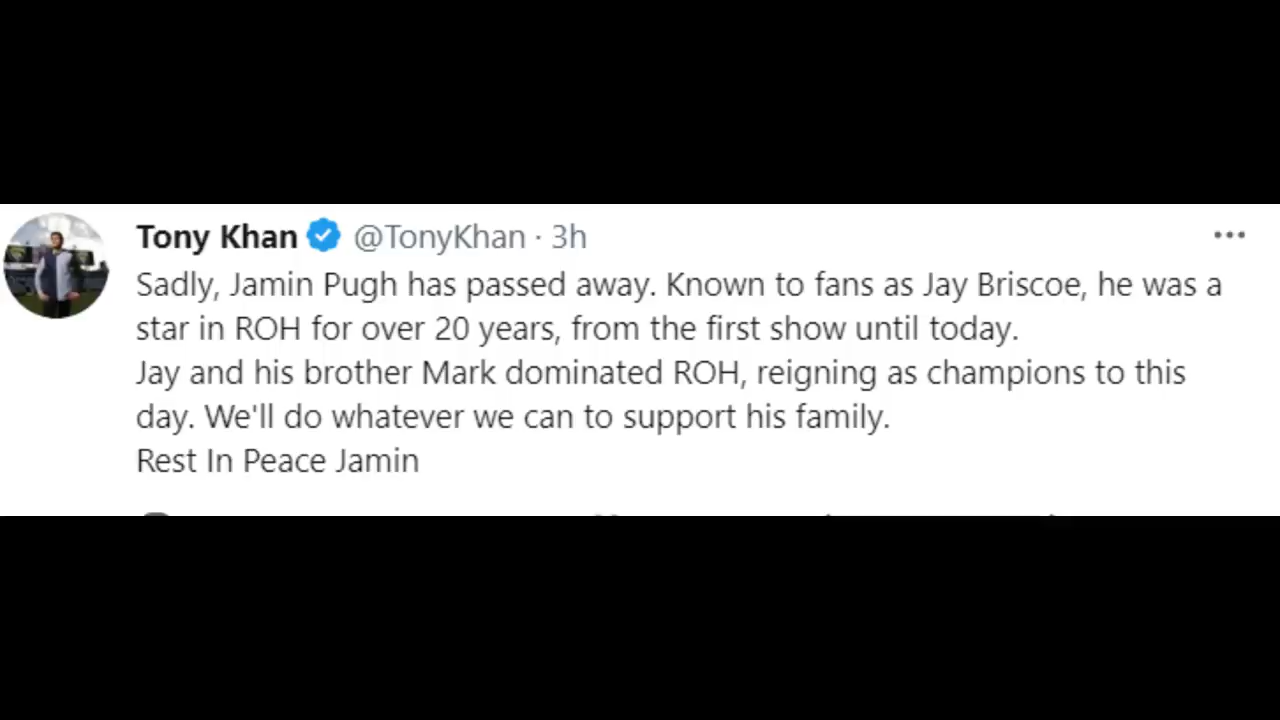 Tony Khan @TonyKhan · 3h
Sadly, Jamin Pugh has passed away. Known to fans as Jay Briscoe, he was a
star in ROH for over 20 years, from the first show until today.
Jay and his brother Mark dominated ROH, reigning as champions to this
day. We'll do whatever we can to support his family.
Rest In Peace Jamin